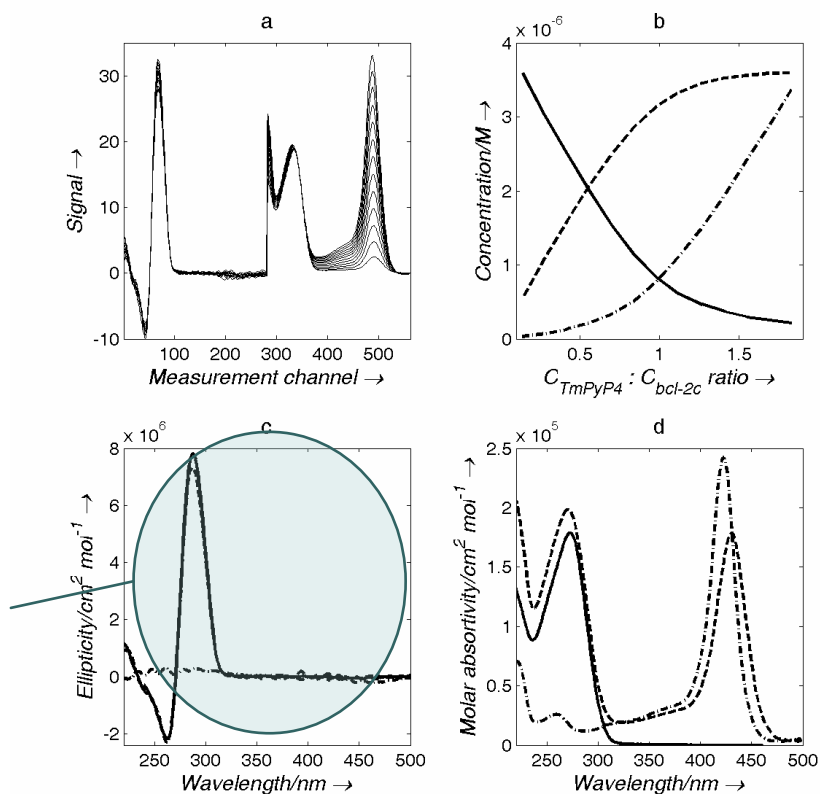 a
Signal →
30
20
10
0
-10
100 200 300 400 500
Measurement channel →
b
x 10^-6
Concentration/M →
4
3
2
1
0
0.5 1 1.5
C_TmPyP4 : C_bcl-2c ratio →
c
x 10^6
Ellipticity/cm^2 mol^-1 →
8
6
4
2
0
-2
250 300 350 400 450 500
Wavelength/nm →
d
x 10^5
Molar absortivity/cm^2 mol^-1 →
2.5
2
1.5
1
0.5
0
250 300 350 400 450 500
Wavelength/nm →